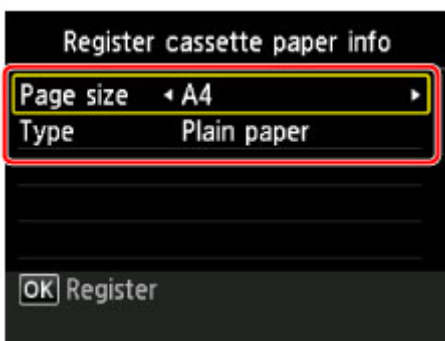 Register cassette paper info
Page size A4
Type Plain paper
OK Register